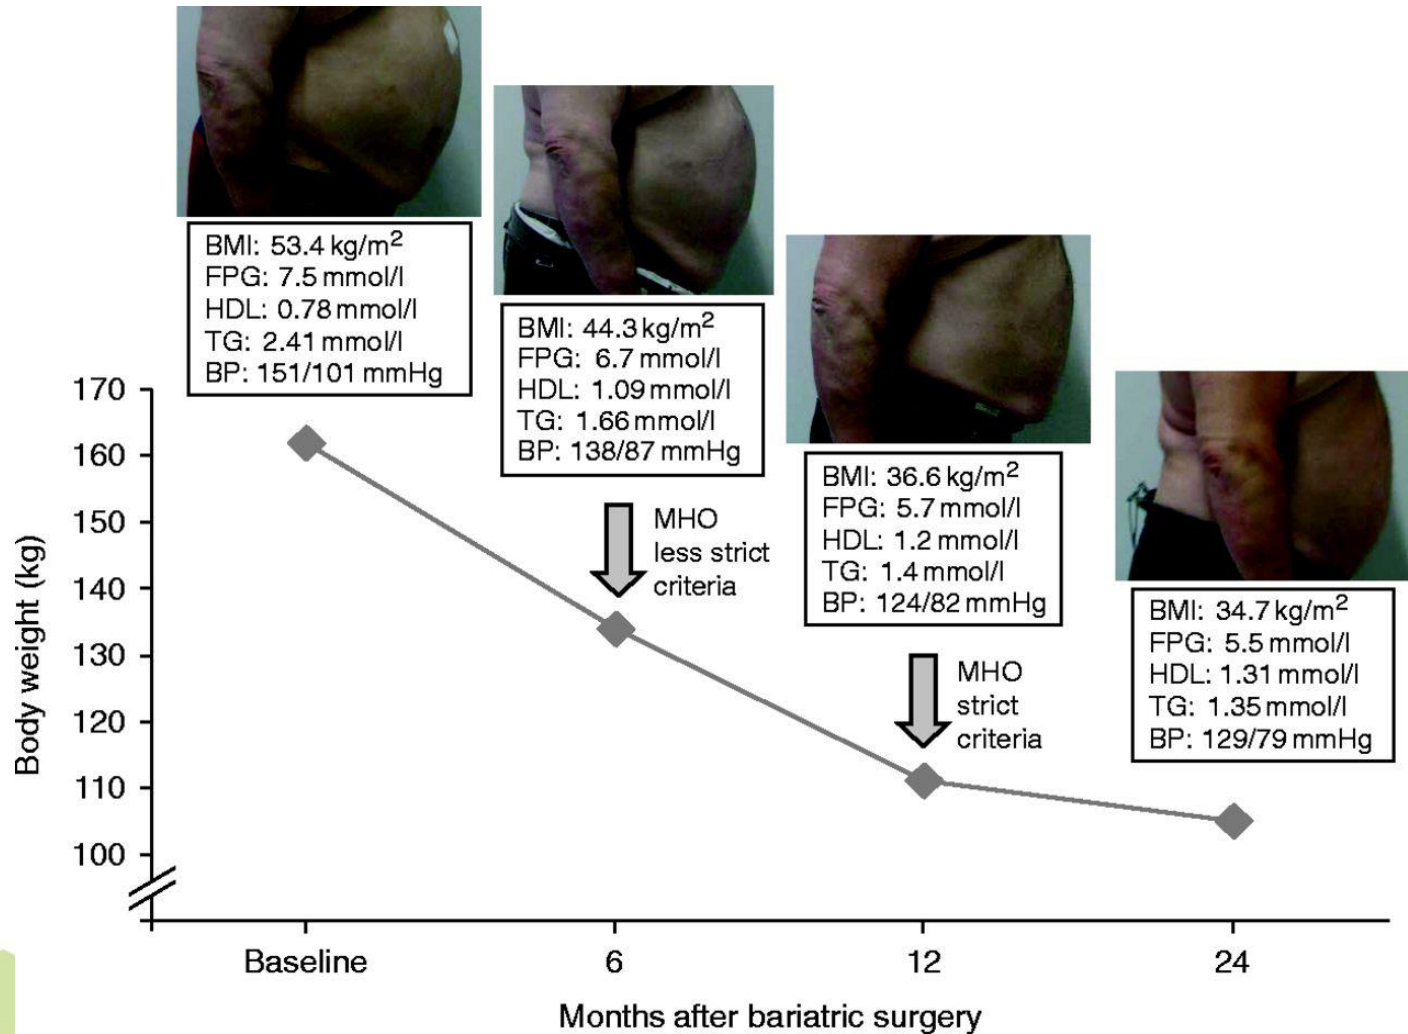 BMI: 53.4 kg/m²
FPG: 7.5 mmol/l
HDL: 0.78 mmol/l
TG: 2.41 mmol/l
BP: 151/101 mmHg
BMI: 44.3 kg/m²
FPG: 6.7 mmol/l
HDL: 1.09 mmol/l
TG: 1.66 mmol/l
BP: 138/87 mmHg
MHO
less strict
criteria
BMI: 36.6 kg/m²
FPG: 5.7 mmol/l
HDL: 1.2 mmol/l
TG: 1.4 mmol/l
BP: 124/82 mmHg
MHO
strict
criteria
BMI: 34.7 kg/m²
FPG: 5.5 mmol/l
HDL: 1.31 mmol/l
TG: 1.35 mmol/l
BP: 129/79 mmHg
Body weight (kg)
170
160
150
140
130
120
110
100
Baseline 6 12 24
Months after bariatric surgery